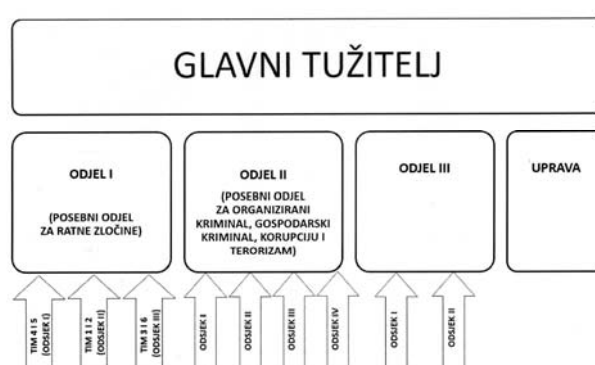 GLAVNI TUŽITELJ
ODJEL I
(POSEBNI ODJEL
ZA RATNE ZLOČINE)
ODJEL II
(POSEBNI ODJEL
ZA ORGANIZIRANI
KRIMINAL, GOSPODARSKI
KRIMINAL, KORUPCIJU I
TERORIZAM)
ODJEL III
UPRAVA
TIM 4 I 5
(ODSJEK I)
TIM 1 I 2
(ODSJEK II)
TIM 3 I 6
(ODSJEK III)
ODSJEK I
ODSJEK II
ODSJEK III
ODSJEK IV
ODSJEK I
ODSJEK II